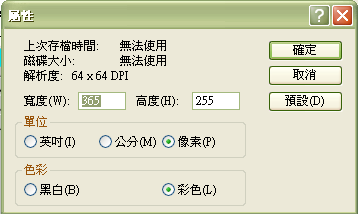 屬性
上次存檔時間: 無法使用
磁碟大小: 無法使用
解析度: 64 x 64 DPI
寬度(W): 365 高度(H): 255
單位
英吋(I) 公分(M) 像素(P)
色彩
黑白(B) 彩色(L)
確定
取消
預設(D)